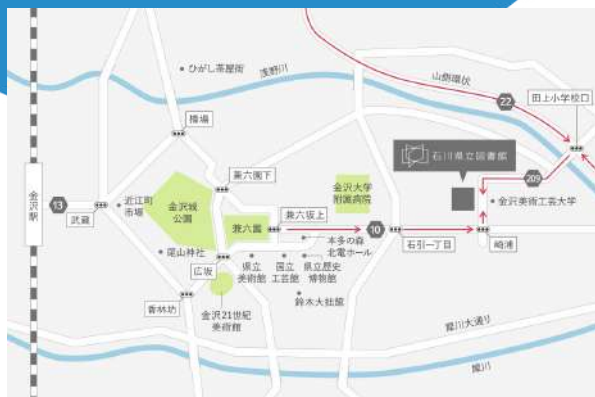 ひがし茶屋街
浅野川
山側環状
22
田上小学校口
橋場
石川県立図書館
兼六園下
209
金沢大学
附属病院
金沢駅
13
武蔵
近江町
市場
金沢城
公園
兼六園
兼六坂上
10
石引一丁目
崎浦
金沢美術工芸大学
本多の森
北電ホール
尾山神社
広坂
県立
美術館
国立
工芸館
県立歴史
博物館
香林坊
金沢21世紀
美術館
鈴木大拙館
犀川大通り
犀川